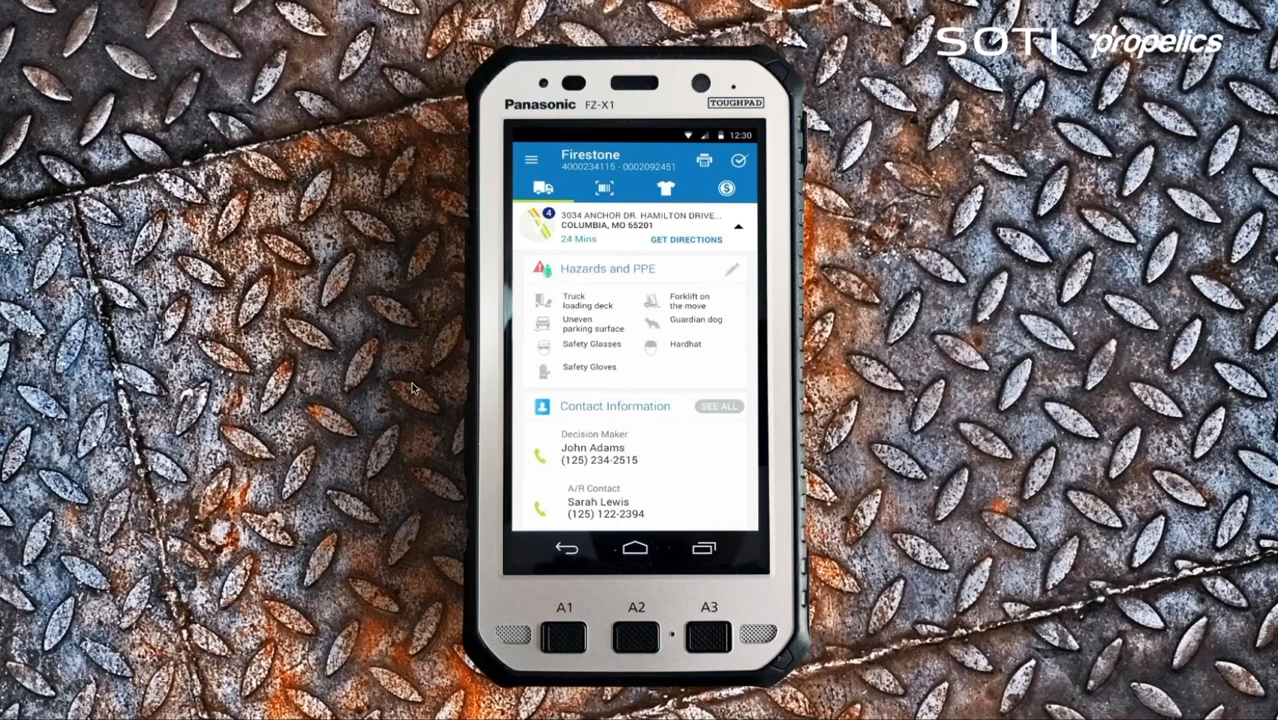 SOTI propelics
Panasonic FZ-X1 TOUGHPAD
12:30
Firestone
4000234115 - 0002092451
4
3034 ANCHOR DR. HAMILTON DRIVE...
COLUMBIA, MO 65201
24 Mins GET DIRECTIONS
Hazards and PPE
Truck
loading deck
Forklift on
the move
Uneven
parking surface
Guardian dog
Safety Glasses
Hardhat
Safety Gloves
Contact Information SEE ALL
Decision Maker
John Adams
(125) 234-2515
A/R Contact
Sarah Lewis
(125) 122-2394
A1 A2 A3